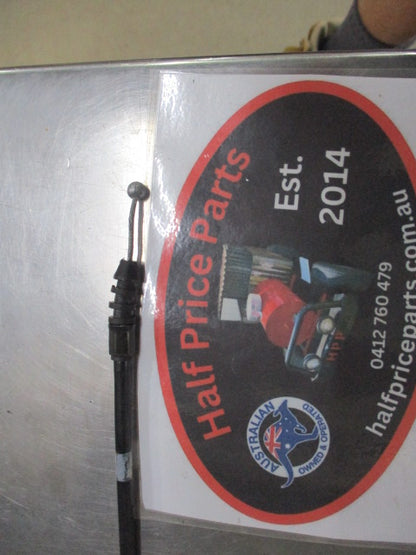 Half Price Parts
Est.
2014
AUSTRALIAN
OWNED & OPERATED
0412 760 479
halfpriceparts.com.au